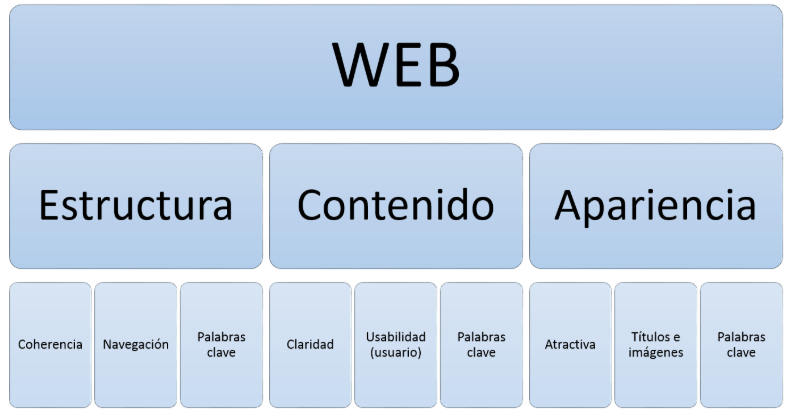 WEB
Estructura
Contenido
Apariencia
Coherencia
Navegación
Palabras
clave
Claridad
Usabilidad
(usuario)
Palabras
clave
Atractiva
Títulos e
imágenes
Palabras
clave